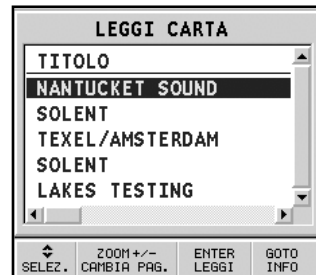 LEGGI CARTA
TITOLO
NANTUCKET SOUND
SOLENT
TEXEL/AMSTERDAM
SOLENT
LAKES TESTING
SELEZ.
ZOOM+/-
CAMBIA PAG.
ENTER
LEGGI
GOTO
INFO